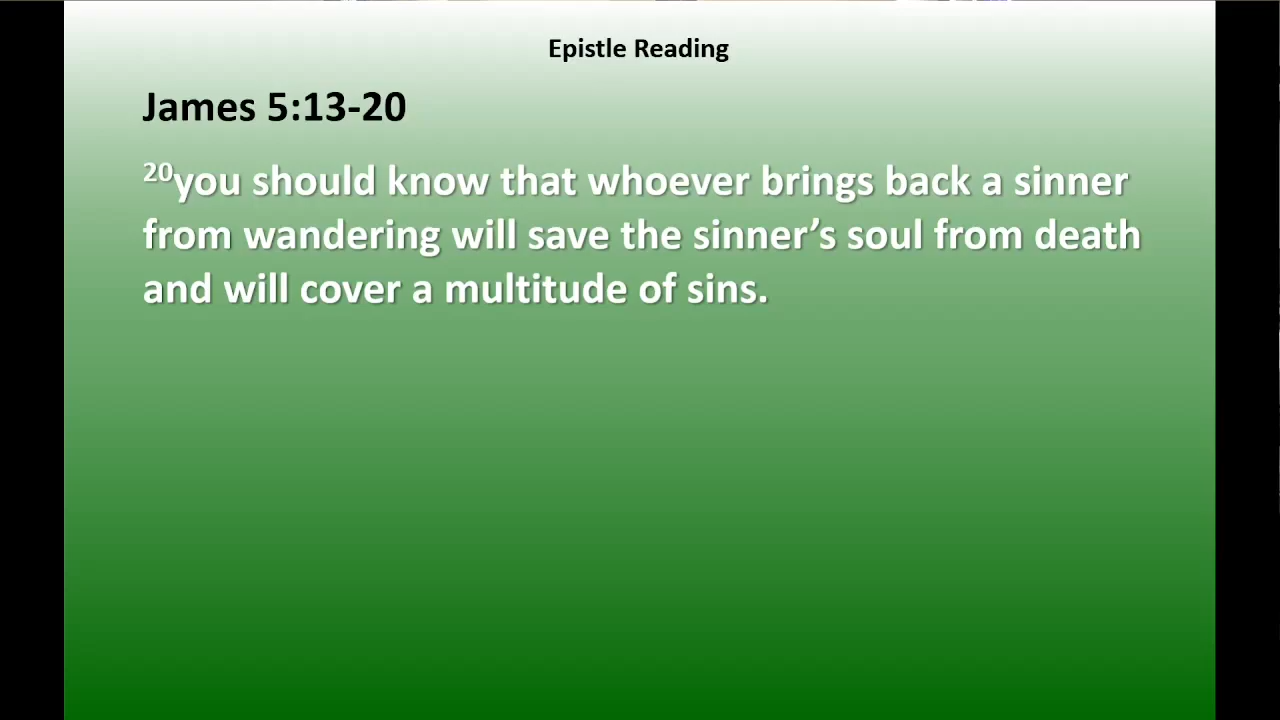 Epistle Reading
James 5:13-20
20you should know that whoever brings back a sinner
from wandering will save the sinner’s soul from death
and will cover a multitude of sins.